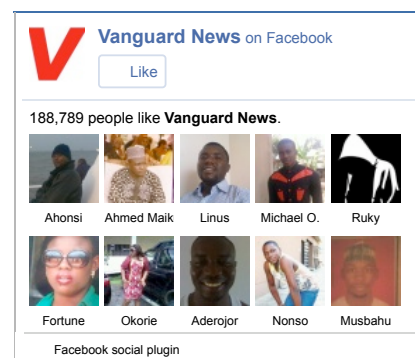 Vanguard News on Facebook
Like
188,789 people like Vanguard News.
Ahonsi Ahmed Maik Linus Michael O. Ruky
Fortune Okorie Aderojor Nonso Musbahu
Facebook social plugin